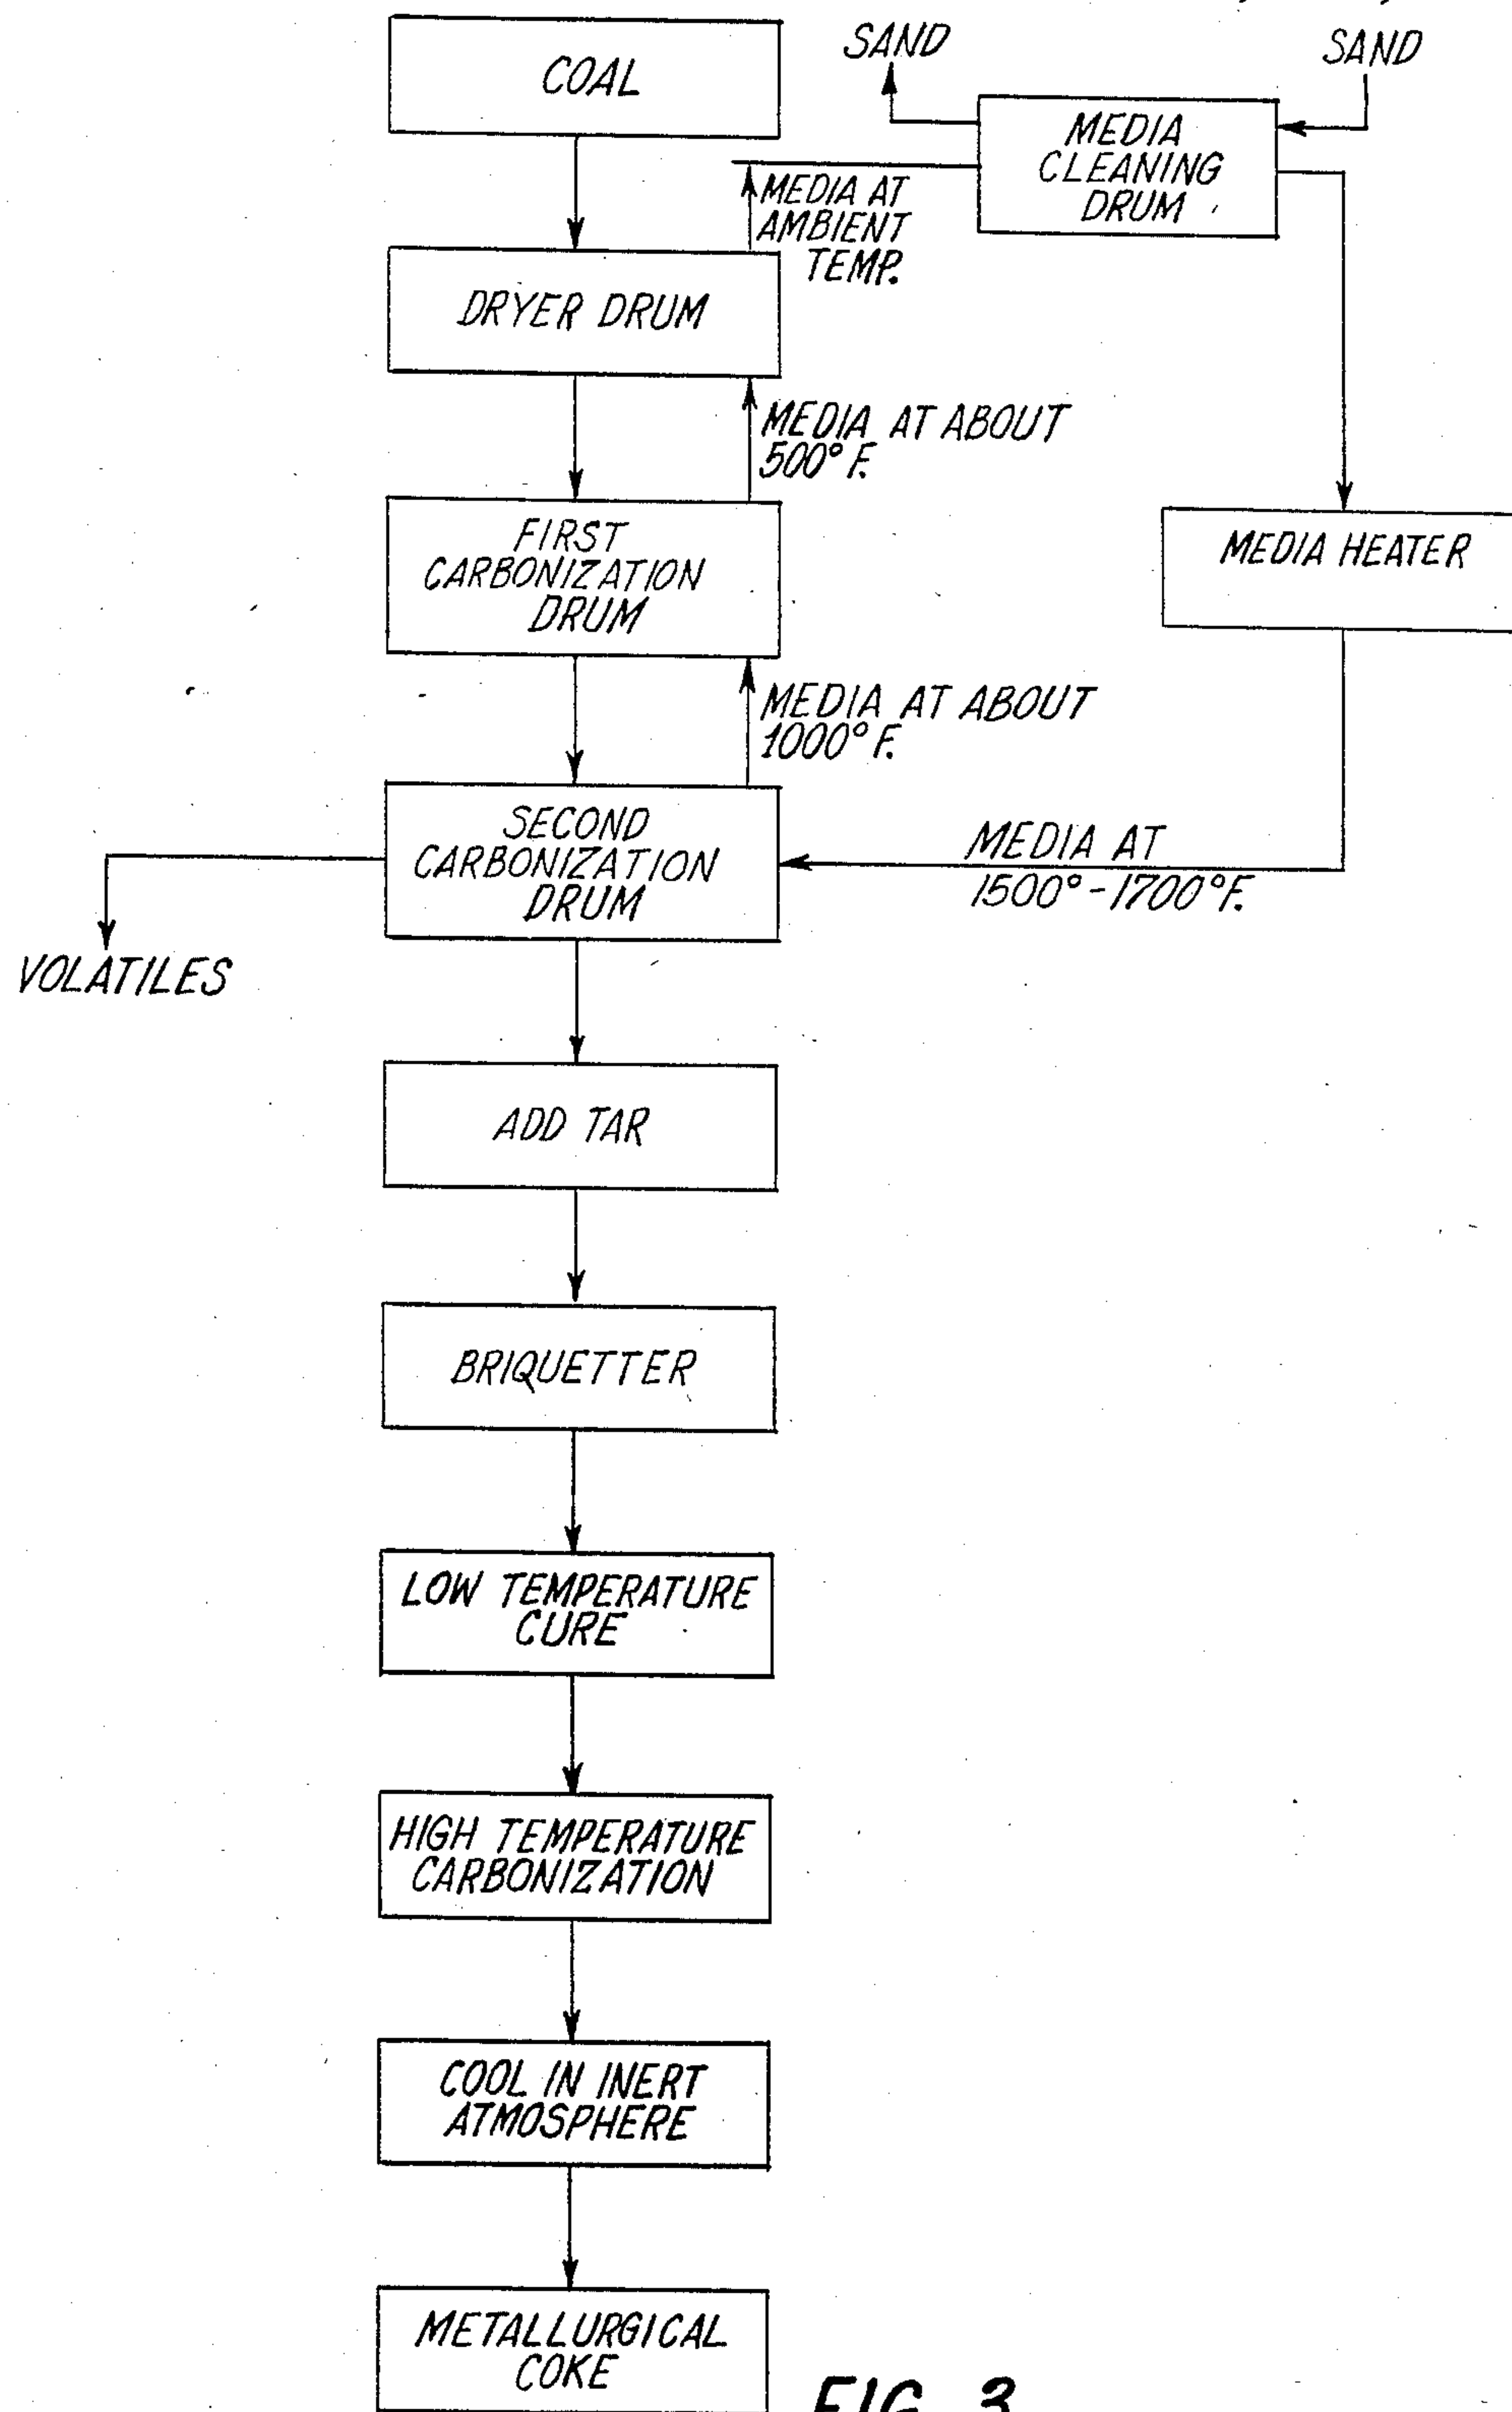 COAL
SAND
SAND
MEDIA
CLEANING
DRUM
MEDIA AT
AMBIENT
TEMP.
DRYER DRUM
MEDIA AT ABOUT
500° F.
FIRST
CARBONIZATION
DRUM
MEDIA HEATER
MEDIA AT ABOUT
1000° F.
SECOND
CARBONIZATION
DRUM
MEDIA AT
1500°-1700°F.
VOLATILES
ADD TAR
BRIQUETTER
LOW TEMPERATURE
CURE
HIGH TEMPERATURE
CARBONIZATION
COOL IN INERT
ATMOSPHERE
METALLURGICAL
COKE
FIG. 3